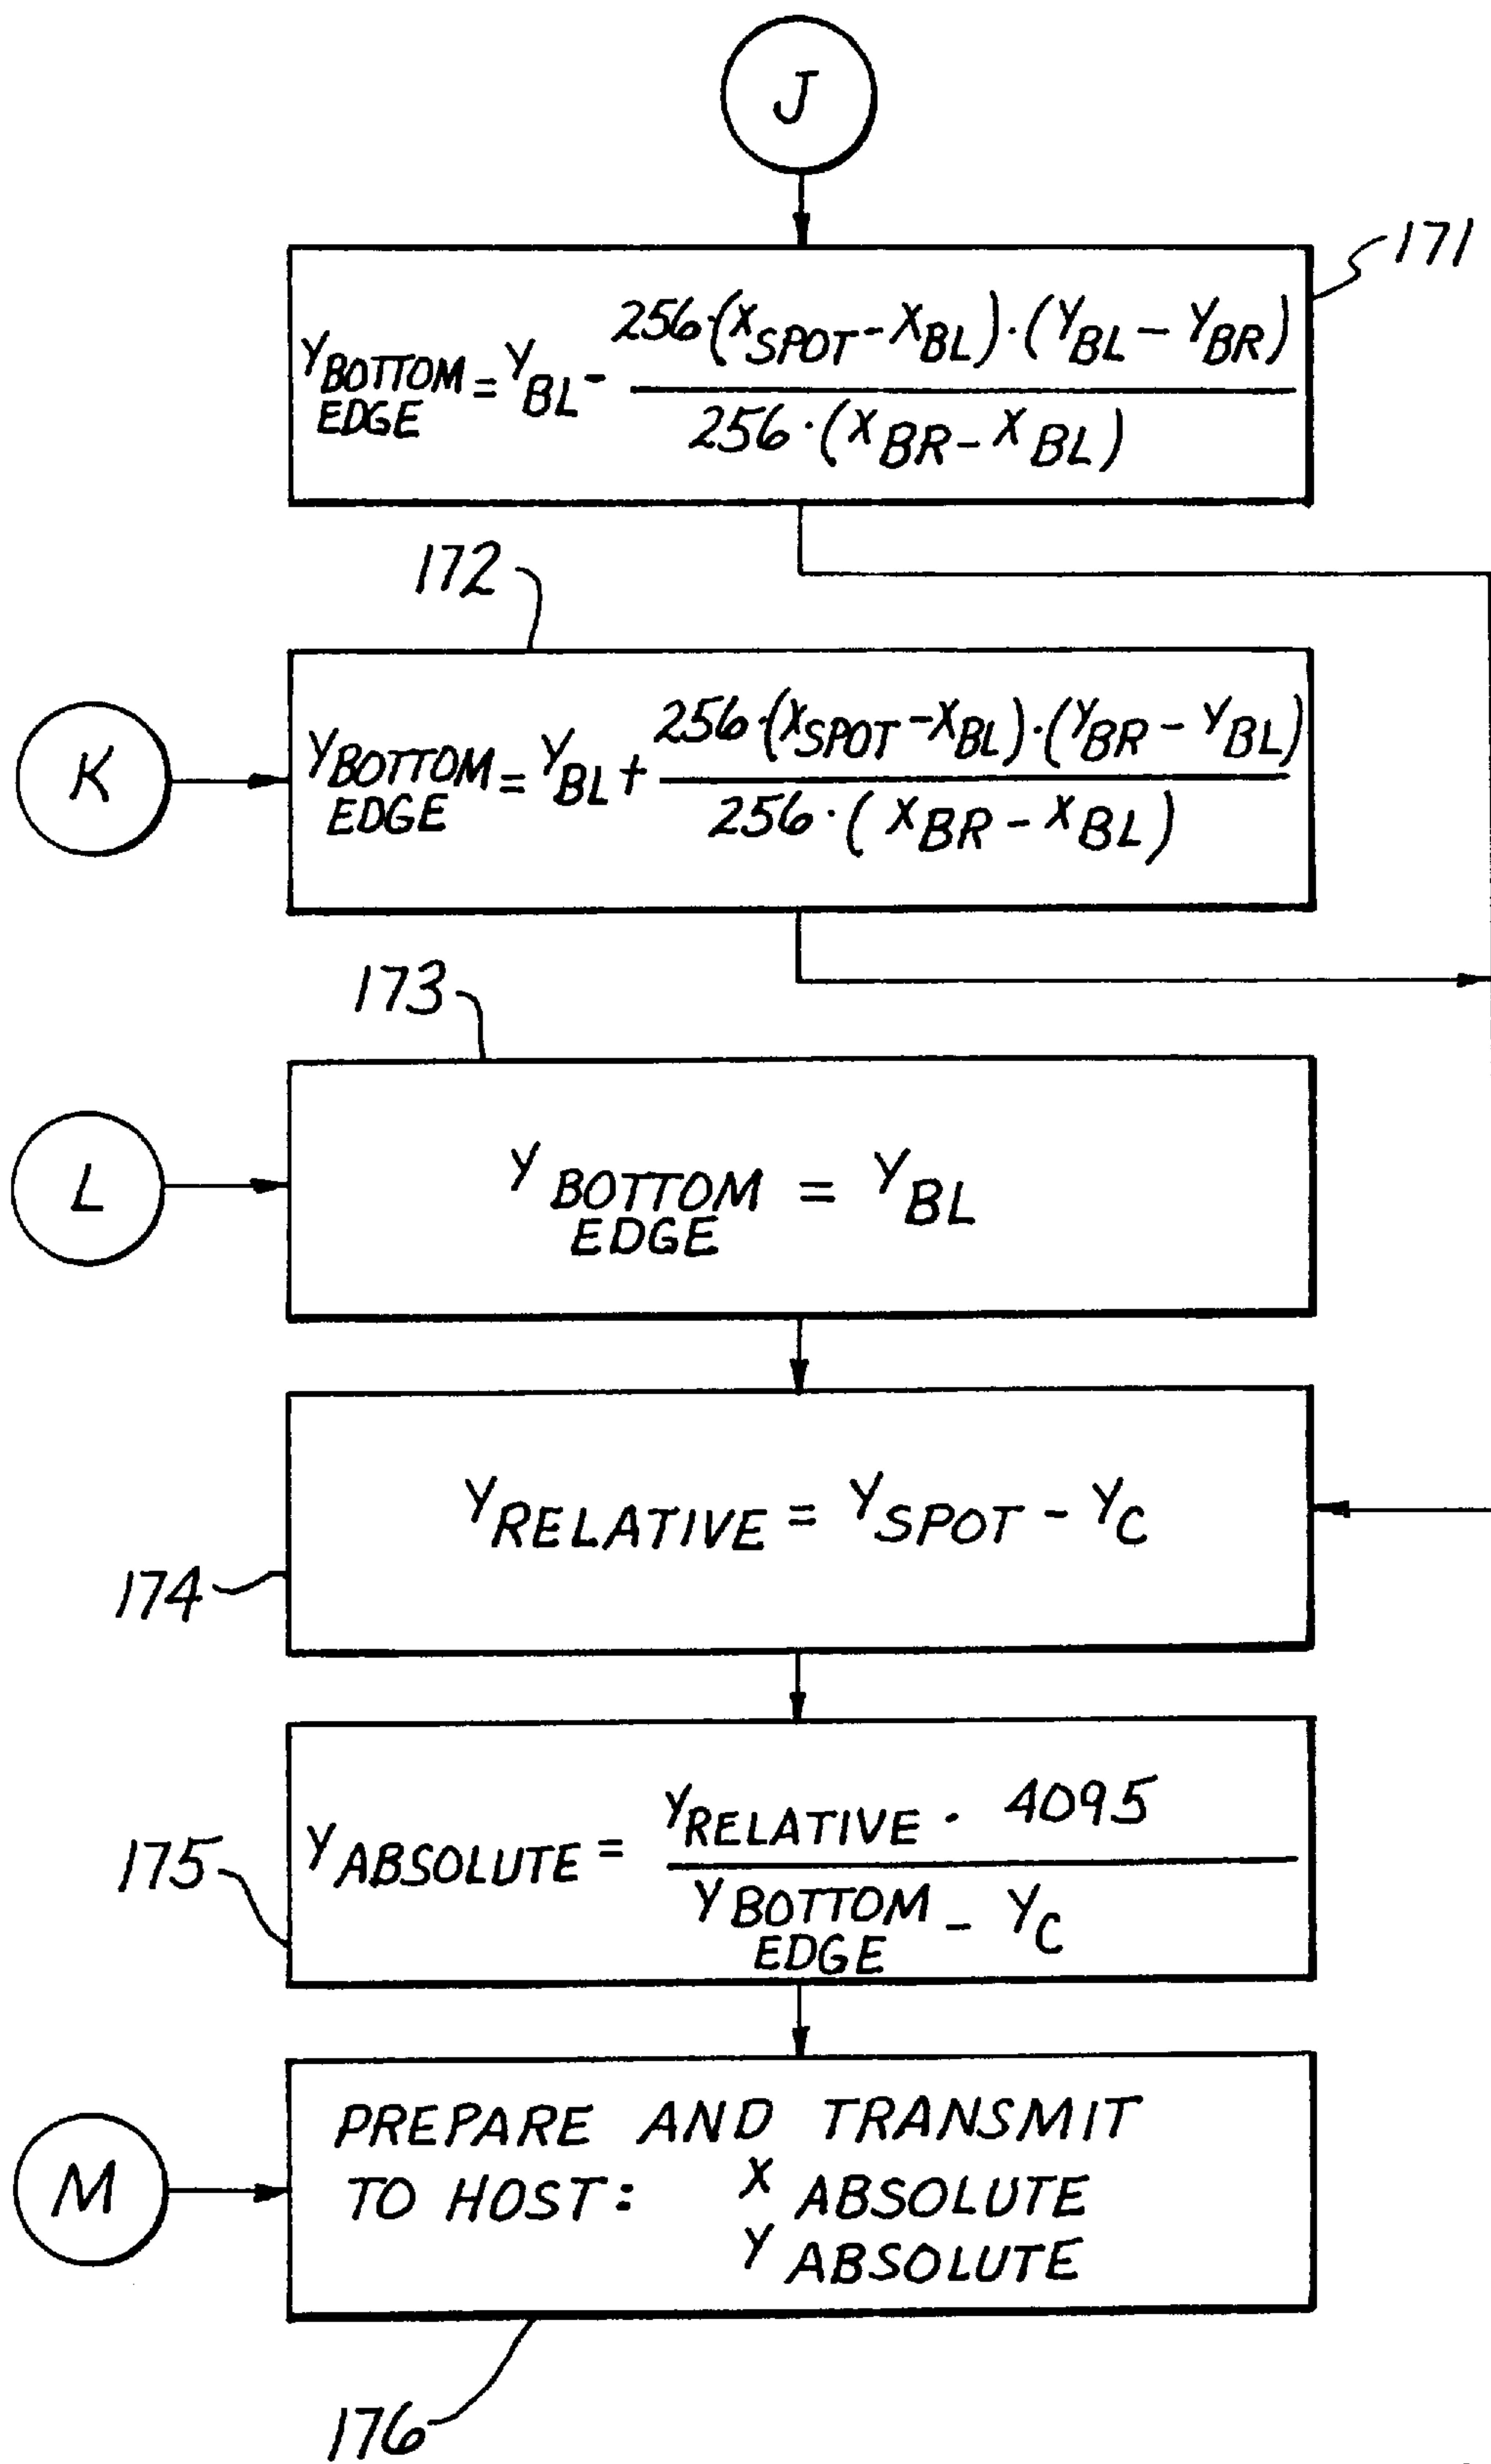 J
171
256·(X SPOT - X BL)·(Y BL - Y BR)
Y BOTTOM EDGE = Y BL -
256·(X BR - X BL)
172
256·(X SPOT - X BL)·(Y BR - Y BL)
K
Y BOTTOM EDGE = Y BL +
256·(X BR - X BL)
173
L
Y BOTTOM EDGE = Y BL
Y RELATIVE = Y SPOT - Y C
174
Y RELATIVE · 4095
Y ABSOLUTE =
175
Y BOTTOM EDGE - Y C
PREPARE AND TRANSMIT
M
TO HOST: X ABSOLUTE
Y ABSOLUTE
176